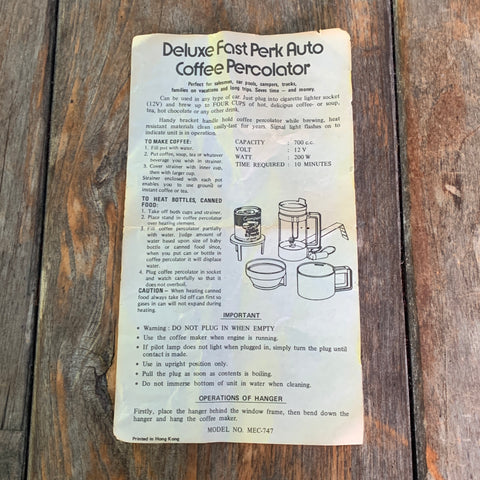 Deluxe Fast Perk Auto
Coffee Percolator
Perfect for salesmen, car pools, campers, trucks,
families on vacations and long trips. Saves time — and money.
Can be used in any type of car. Just plug into cigarette lighter socket
(12V) and brew up to FOUR CUPS of hot, delicious coffee- or soup,
tea, hot chocolate or any other drink.
Handy bracket handle hold coffee percolator while brewing, heat
resistant materials clean easily-last for years. Signal light flashes on to
indicate unit is in operation.
TO MAKE COFFEE:
1. Fill pot with water.
2. Put coffee, soup, tea or whatever
beverage you wish in strainer.
3. Cover strainer with inner cup,
then with larger cup.
Strainer enclosed with each pot
enables you to use ground or
instant coffee or tea.
CAPACITY : 700 c.c.
VOLT : 12 V
WATT : 200 W
TIME REQUIRED : 10 MINUTES
TO HEAT BOTTLES, CANNED
FOOD:
1. Take off both cups and strainer.
2. Place stand in coffee percolator
over heating element.
3. Fill coffee percolator partially
with water. Judge amount of
water based upon size of baby
bottle or canned food since,
when you put can or bottle in
coffee percolator it will displace
water.
4. Plug coffee percolator in socket
and watch carefully so that it
does not overboil.
CAUTION – When heating canned
food always take lid off can first so
gases in can will not expand during
heating.
IMPORTANT
• Warning : DO NOT PLUG IN WHEN EMPTY
• Use the coffee maker when engine is running.
• If pilot lamp does not light when plugged in, simply turn the plug until
contact is made.
• Use in upright position only.
• Pull the plug as soon as contents is boiling.
• Do not immerse bottom of unit in water when cleaning.
OPERATIONS OF HANGER
Firstly, place the hanger behind the window frame, then bend down the
hanger and hang the coffee maker.
MODEL NO. MEC-747
Printed in Hong Kong